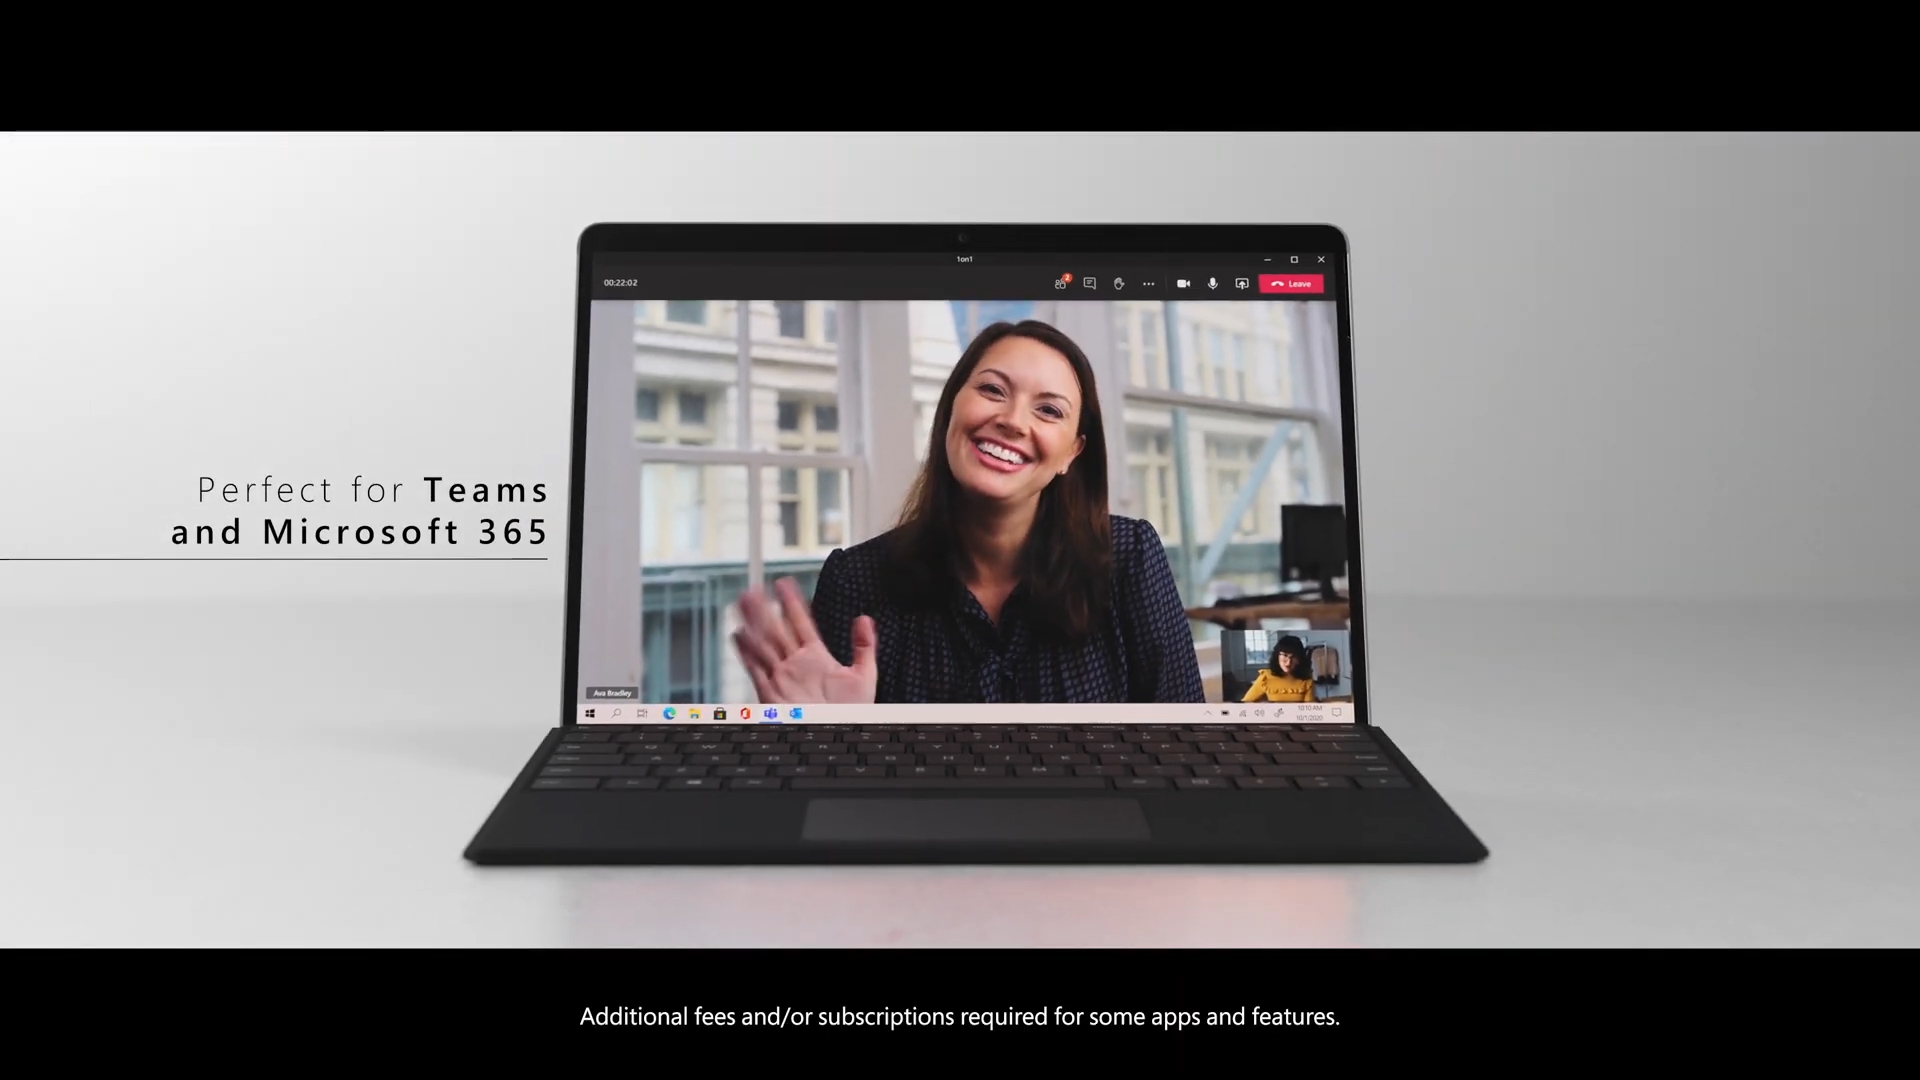 1on1
00:22:02
2
Leave
Perfect for Teams
and Microsoft 365
Ava Bradley
10:10 AM
10/1/2020
Q W E R T Y U I O P
A S D F G H J K L
Z X C V B N M
Additional fees and/or subscriptions required for some apps and features.